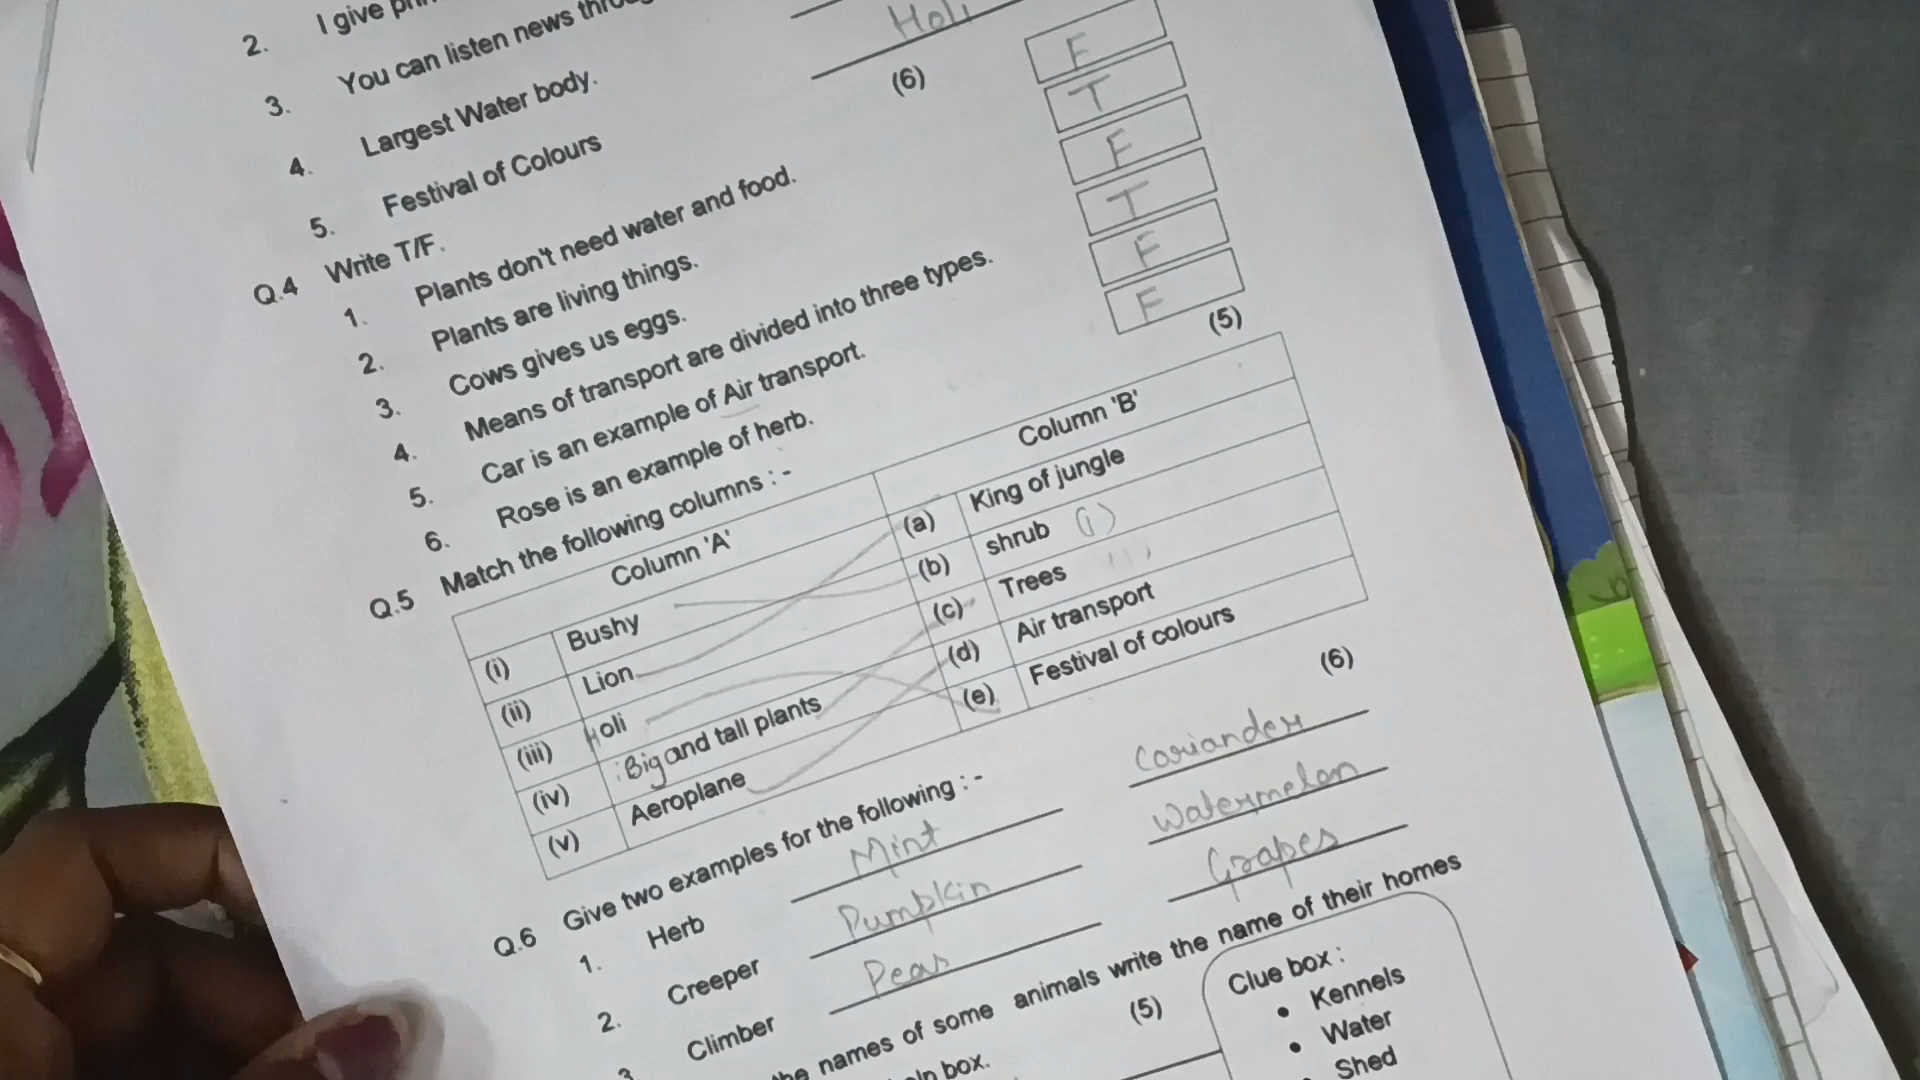 2. I give
3. You can listen news
4. Largest Water body.
5. Festival of Colours Holi
(6)
Q.4 Write T/F.
1. Plants don't need water and food. F
2. Plants are living things. T
3. Cows gives us eggs. F
4. Means of transport are divided into three types. T
5. Car is an example of Air transport. F
6. Rose is an example of herb. F
(5)
Q.5 Match the following columns : -
Column 'A' Column 'B'
(i) Bushy (a) King of jungle
(ii) Lion (b) shrub (i)
(iii) Holi (c) Trees
(iv) Big and tall plants (d) Air transport
(v) Aeroplane (e) Festival of colours
(6)
Q.6 Give two examples for the following : -
1. Herb Mint Coriander
2. Creeper Pumpkin Watermelon
3. Climber Peas Grapes
the names of some animals write the name of their homes
box. (5)
Clue box :
• Kennels
• Water
• Shed